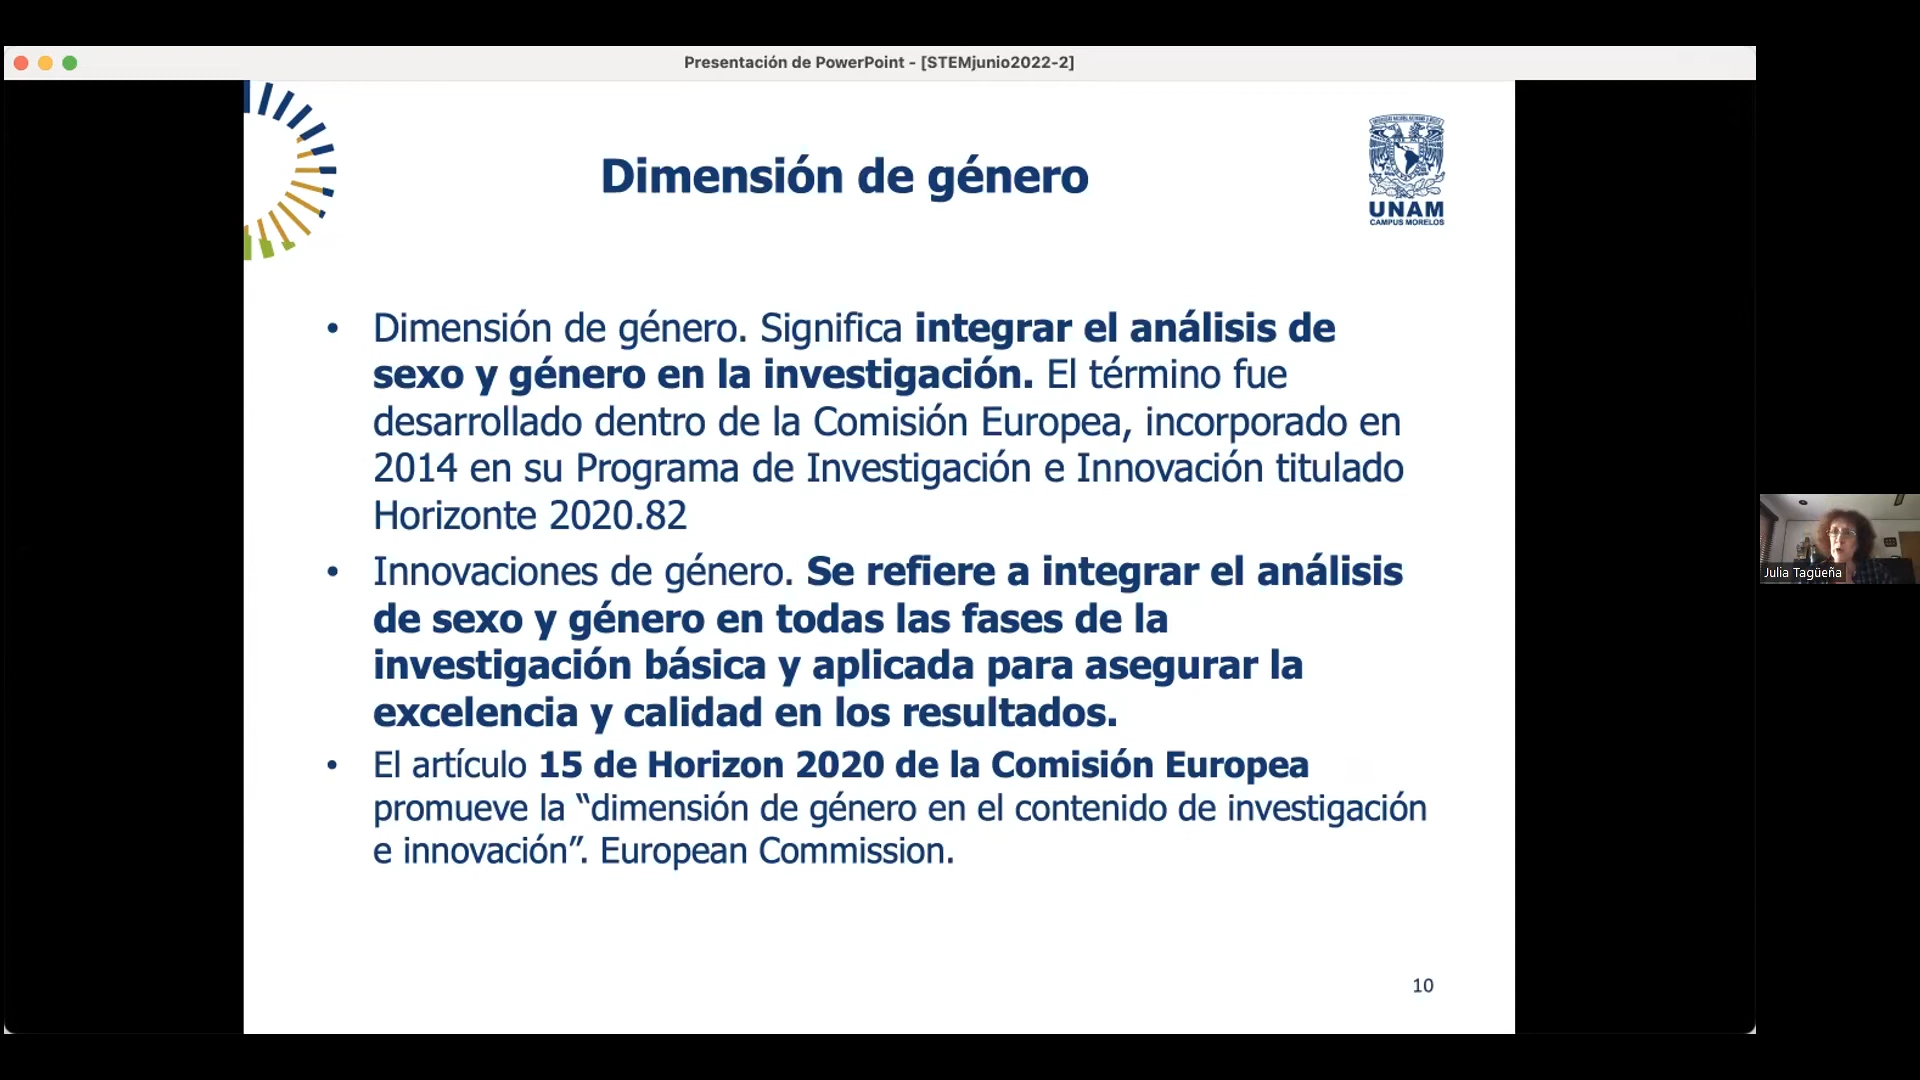 Presentación de PowerPoint - [STEMjunio2022-2]
Dimensión de género
UNAM
CAMPUS MORELOS
• Dimensión de género. Significa integrar el análisis de
sexo y género en la investigación. El término fue
desarrollado dentro de la Comisión Europea, incorporado en
2014 en su Programa de Investigación e Innovación titulado
Horizonte 2020.82
• Innovaciones de género. Se refiere a integrar el análisis
de sexo y género en todas las fases de la
investigación básica y aplicada para asegurar la
excelencia y calidad en los resultados.
• El artículo 15 de Horizon 2020 de la Comisión Europea
promueve la “dimensión de género en el contenido de investigación
e innovación”. European Commission.
10
Julia Tagüeña